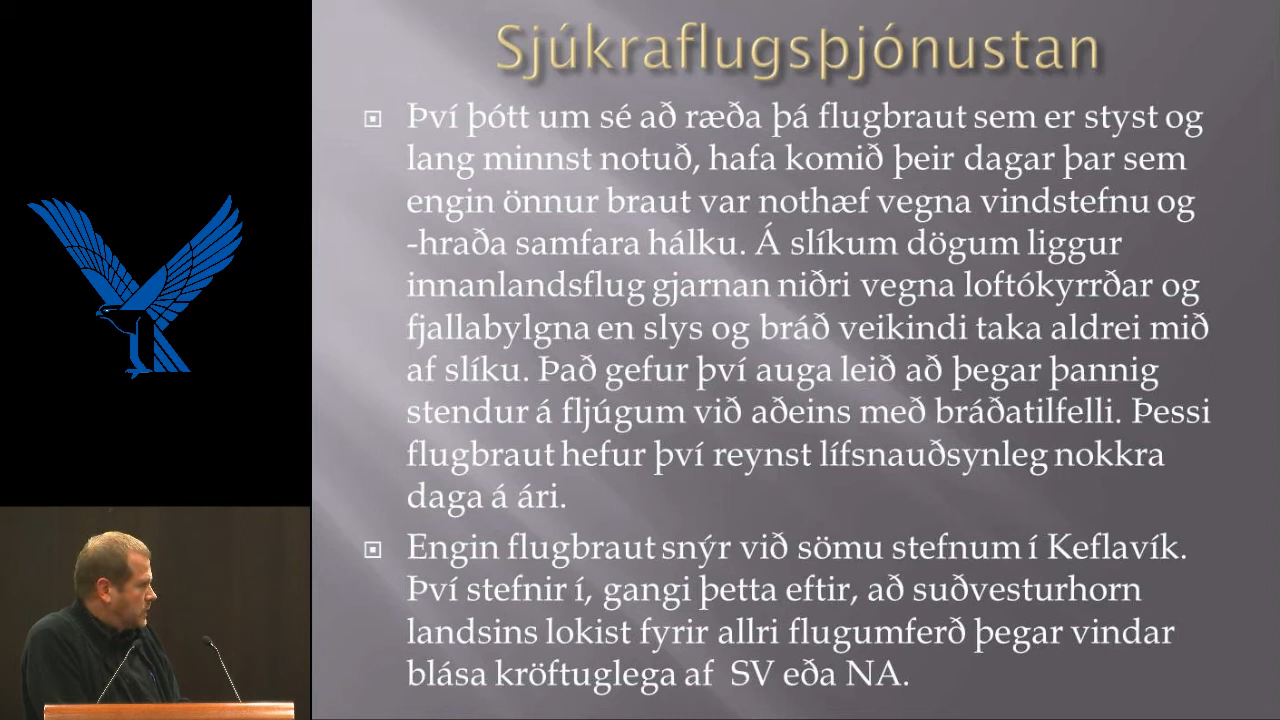 Sjúkraflugsþjónustan
Því þótt um sé að ræða þá flugbraut sem er styst og
lang minnst notuð, hafa komið þeir dagar þar sem
engin önnur braut var nothæf vegna vindstefnu og
-hraða samfara hálku. Á slíkum dögum liggur
innanlandsflug gjarnan niðri vegna loftókyrrðar og
fjallabylgna en slys og bráð veikindi taka aldrei mið
af slíku. Það gefur því auga leið að þegar þannig
stendur á fljúgum við aðeins með bráðatilfelli. Þessi
flugbraut hefur því reynst lífsnauðsynleg nokkra
daga á ári.
Engin flugbraut snýr við sömu stefnum í Keflavík.
Því stefnir í, gangi þetta eftir, að suðvesturhorn
landsins lokist fyrir allri flugumferð þegar vindar
blása kröftuglega af SV eða NA.